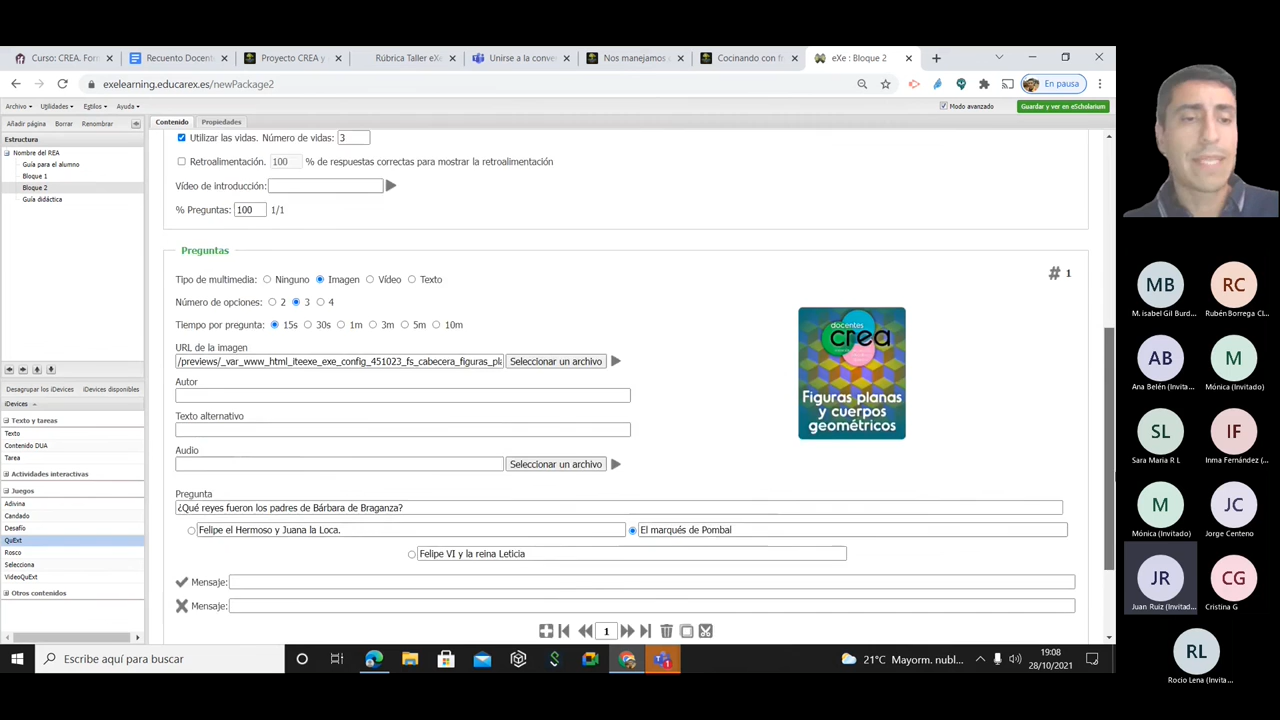 Curso: CREA. Form
Recuento Docent
Proyecto CREA y
Rúbrica Taller eXe
Unirse a la conve
Nos manejamos c
Cocinando con fr
eXe : Bloque 2
exelearning.educarex.es/newPackage2
En pausa
Archivo
Utilidades
Estilos
Ayuda
Modo avanzado
Guardar y ver en eScholarium
Añadir página
Borrar
Renombrar
Contenido
Propiedades
Estructura
Nombre del REA
Guía para el alumno
Bloque 1
Bloque 2
Guía didáctica
Utilizar las vidas. Número de vidas: 3
Retroalimentación. 100 % de respuestas correctas para mostrar la retroalimentación
Vídeo de introducción:
% Preguntas: 100 1/1
Preguntas
Tipo de multimedia: Ninguno Imagen Vídeo Texto
# 1
Número de opciones: 2 3 4
Tiempo por pregunta: 15s 30s 1m 3m 5m 10m
URL de la imagen
/previews/_var_www_html_iteexe_exe_config_451023_fs_cabecera_figuras_pla
Seleccionar un archivo
Autor
Texto alternativo
Audio
Seleccionar un archivo
docentes
crea
Figuras planas
y cuerpos
geométricos
Pregunta
¿Qué reyes fueron los padres de Bárbara de Braganza?
Felipe el Hermoso y Juana la Loca.
El marqués de Pombal
Felipe VI y la reina Leticia
Mensaje:
Mensaje:
1
Desagrupar los iDevices
iDevices disponibles
iDevices
Texto y tareas
Texto
Contenido DUA
Tarea
Actividades interactivas
Juegos
Adivina
Candado
Desafío
QuExt
Rosco
Selecciona
VideoQuExt
Otros contenidos
Escribe aquí para buscar
21°C Mayorm. nubl...
19:08
28/10/2021
MB
M. isabel Gil Burd...
RC
Rubén Borrega Cl...
AB
Ana Belén (Invita...
M
Mónica (Invitado)
SL
Sara Maria R L
IF
Inma Fernández (...
M
Mónica (Invitado)
JC
Jorge Centeno
JR
Juan Ruiz (Invitad...
CG
Cristina G
RL
Rocio Lena (Invita...